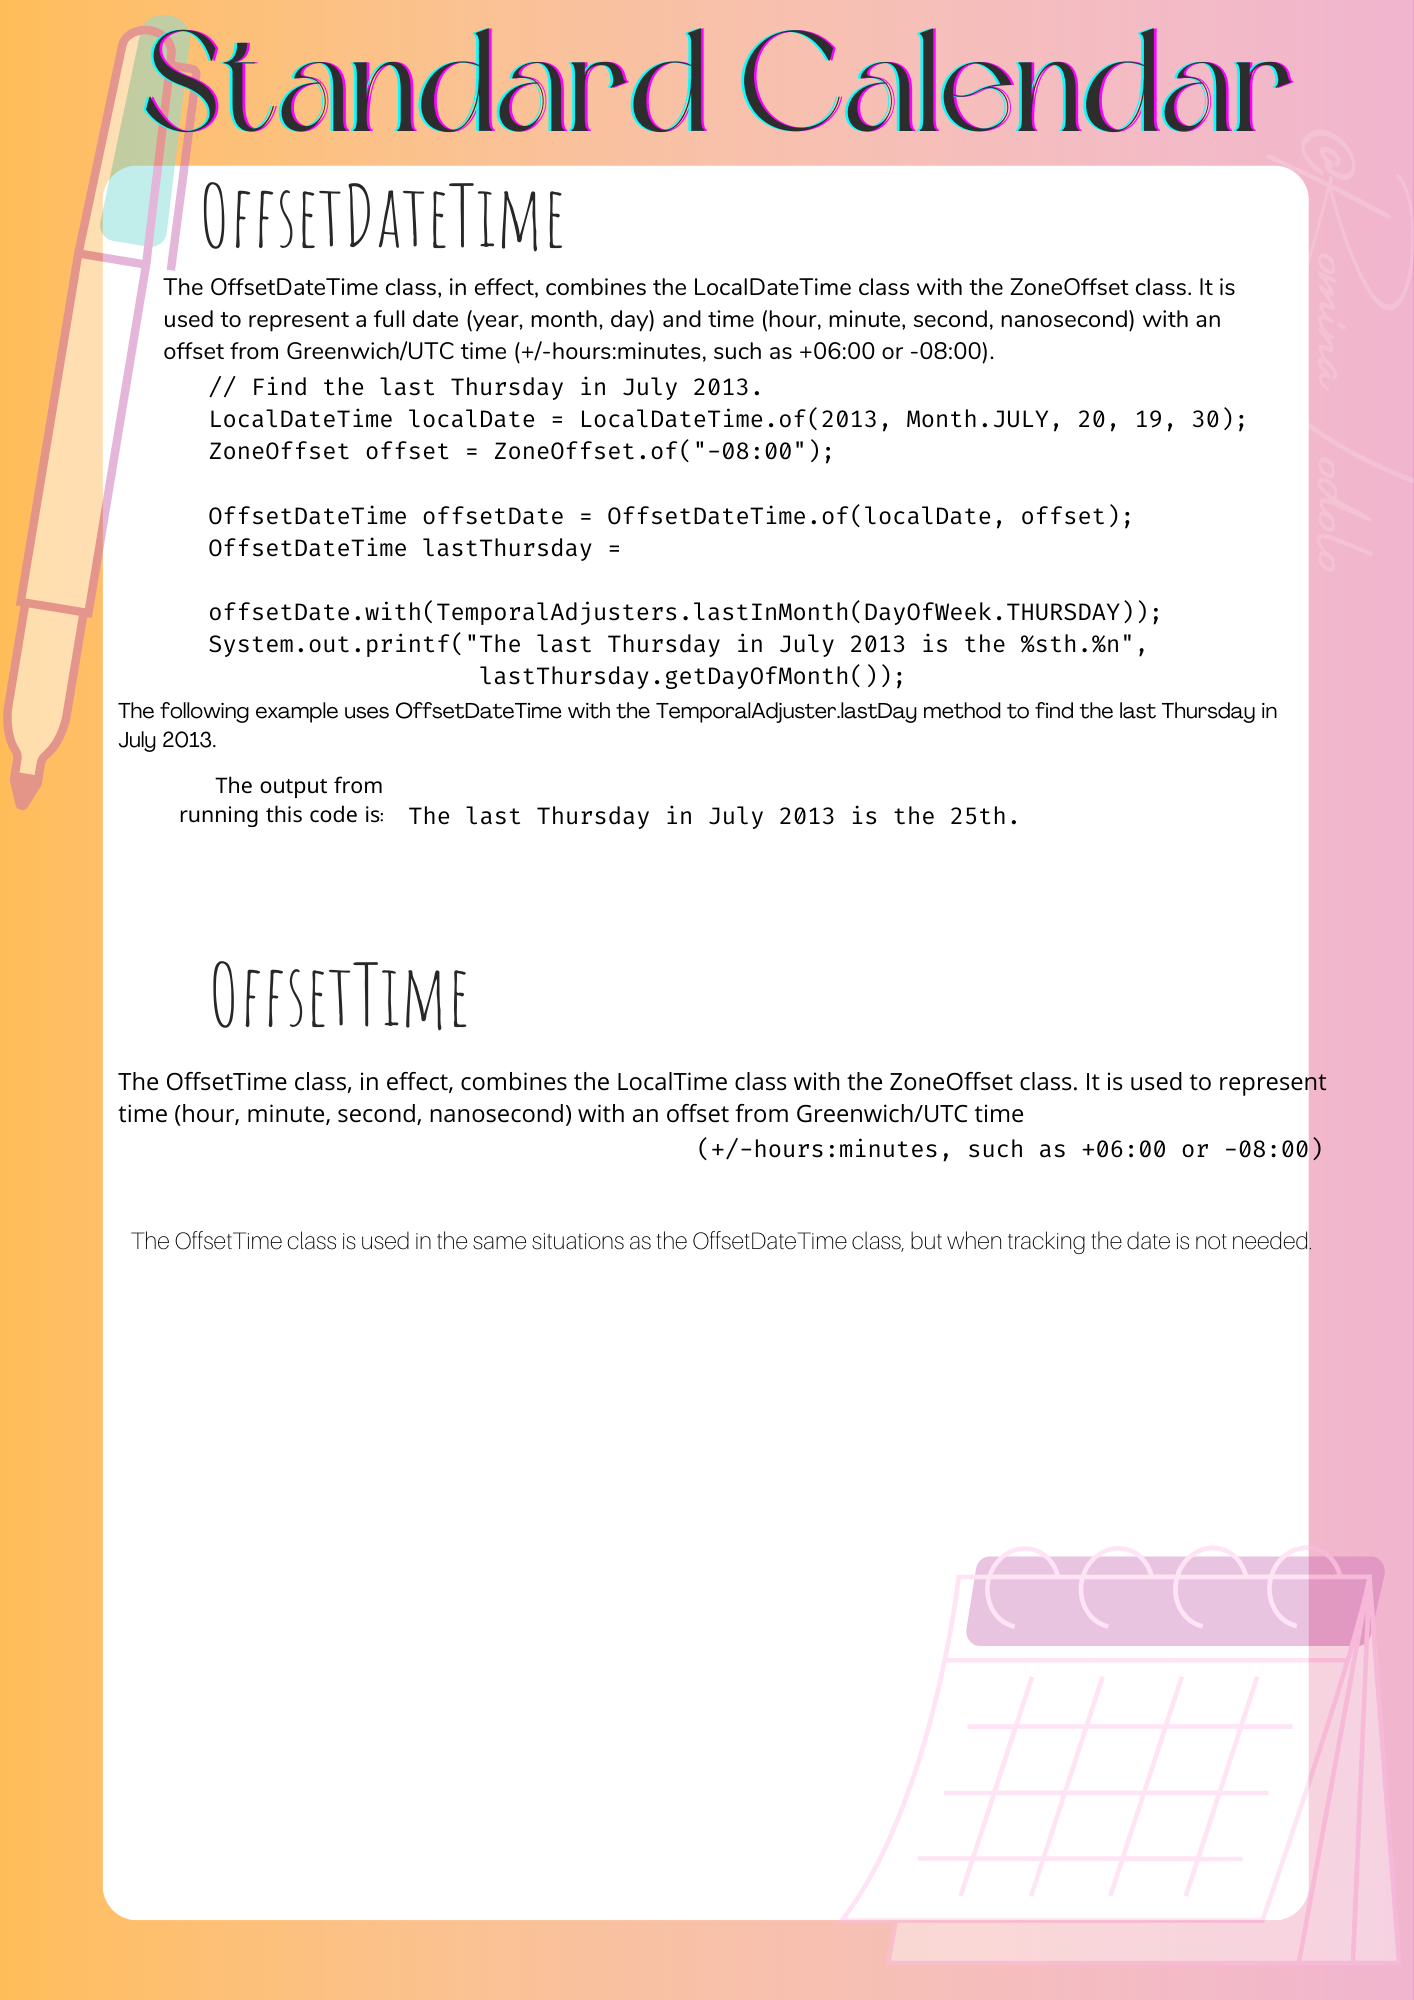 Standard Calendar
@Romina Iodolo
OffsetDateTime
The OffsetDateTime class, in effect, combines the LocalDateTime class with the ZoneOffset class. It is
used to represent a full date (year, month, day) and time (hour, minute, second, nanosecond) with an
offset from Greenwich/UTC time (+/-hours:minutes, such as +06:00 or -08:00).
// Find the last Thursday in July 2013.
LocalDateTime localDate = LocalDateTime.of(2013, Month.JULY, 20, 19, 30);
ZoneOffset offset = ZoneOffset.of("-08:00");
OffsetDateTime offsetDate = OffsetDateTime.of(localDate, offset);
OffsetDateTime lastThursday =
offsetDate.with(TemporalAdjusters.lastInMonth(DayOfWeek.THURSDAY));
System.out.printf("The last Thursday in July 2013 is the %sth.%n",
lastThursday.getDayOfMonth());
The following example uses OffsetDateTime with the TemporalAdjuster.lastDay method to find the last Thursday in
July 2013.
The output from
running this code is:
The last Thursday in July 2013 is the 25th.
OffsetTime
The OffsetTime class, in effect, combines the LocalTime class with the ZoneOffset class. It is used to represent
time (hour, minute, second, nanosecond) with an offset from Greenwich/UTC time
(+/-hours:minutes, such as +06:00 or -08:00)
The OffsetTime class is used in the same situations as the OffsetDateTime class, but when tracking the date is not needed.